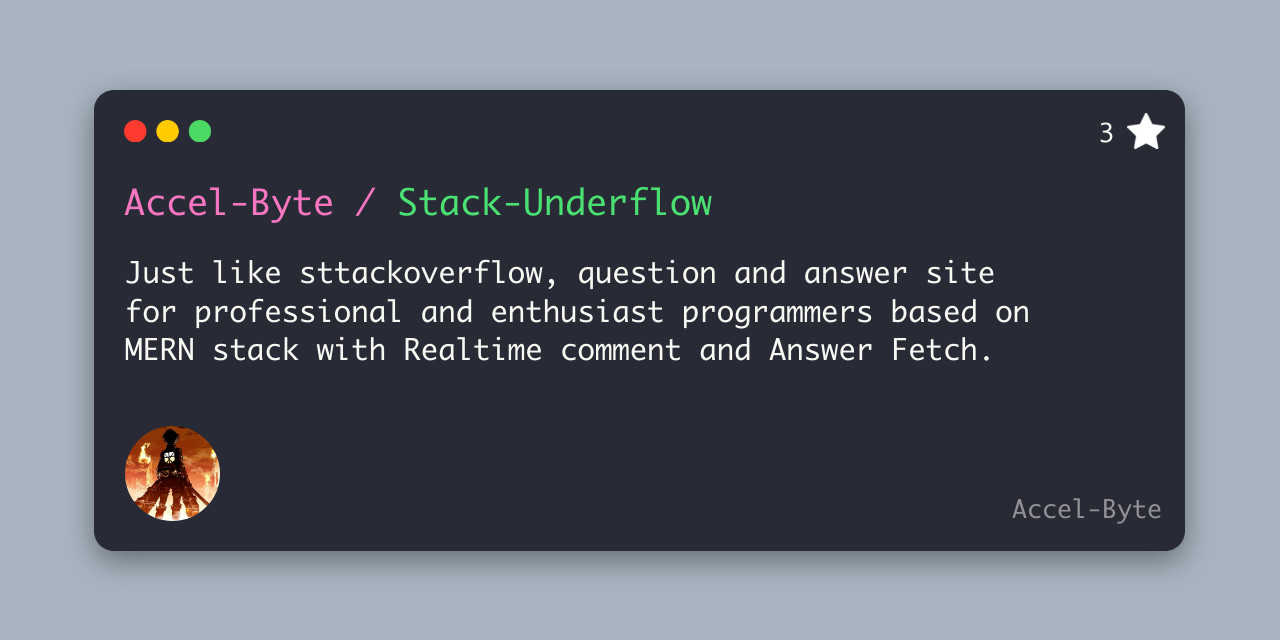 3
Accel-Byte / Stack-Underflow
Just like sttackoverflow, question and answer site
for professional and enthusiast programmers based on
MERN stack with Realtime comment and Answer Fetch.
Accel-Byte